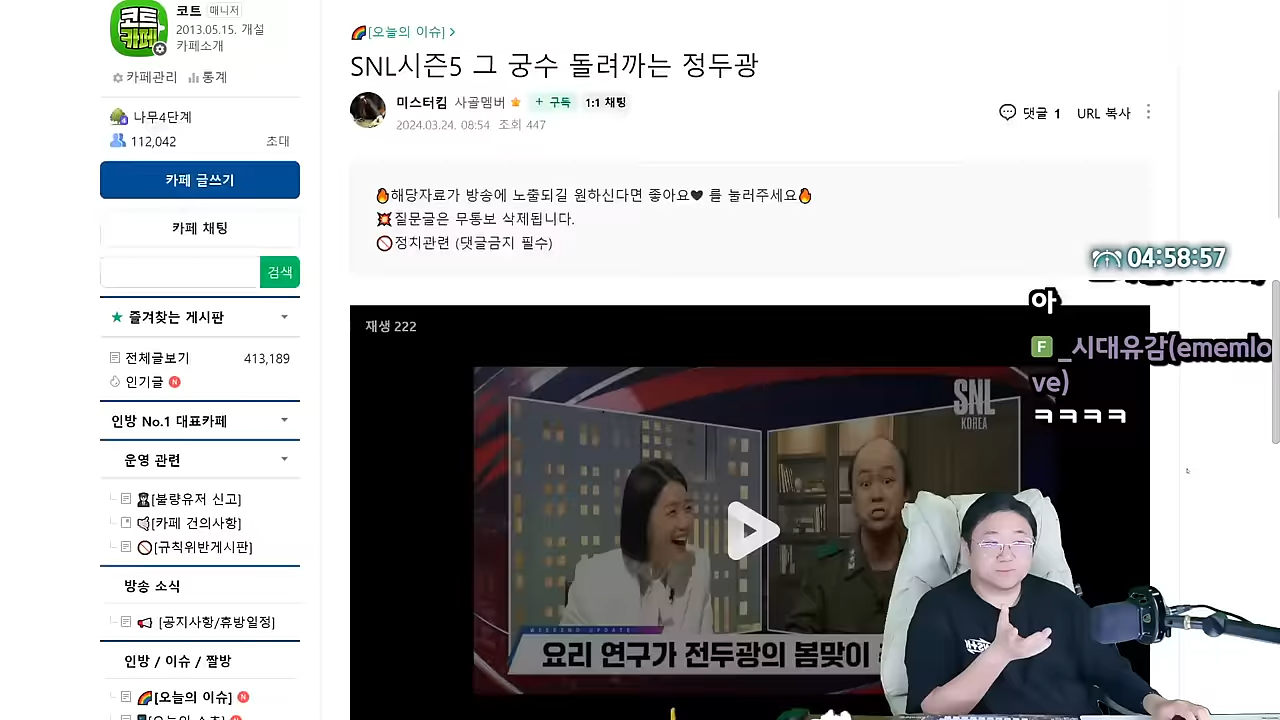 코트
카페
코트 매니저
2013.05.15. 개설
카페소개
카페관리 통계
나무4단계
112,042 초대
카페 글쓰기
카페 채팅
검색
즐겨찾는 게시판
전체글보기 413,189
인기글 N
인방 No.1 대표카페
운영 관련
[불량유저 신고]
[카페 건의사항]
[규칙위반게시판]
방송 소식
[공지사항/휴방일정]
인방 / 이슈 / 짤방
[오늘의 이슈] N
[오늘의 이슈] >
SNL시즌5 그 궁수 돌려까는 정두광
미스터킴 사골멤버 + 구독 1:1 채팅
2024.03.24. 08:54 조회 447
댓글 1 URL 복사
🔥해당자료가 방송에 노출되길 원하신다면 좋아요🖤 를 눌러주세요🔥
💥질문글은 무통보 삭제됩니다.
🚫정치관련 (댓글금지 필수)
04:58:57
아
F _시대유감(ememlo
ve)
ㅋㅋㅋㅋ
재생 222
SNL
KOREA
WEEKEND UPDATE
요리 연구가 전두광의 봄맞이